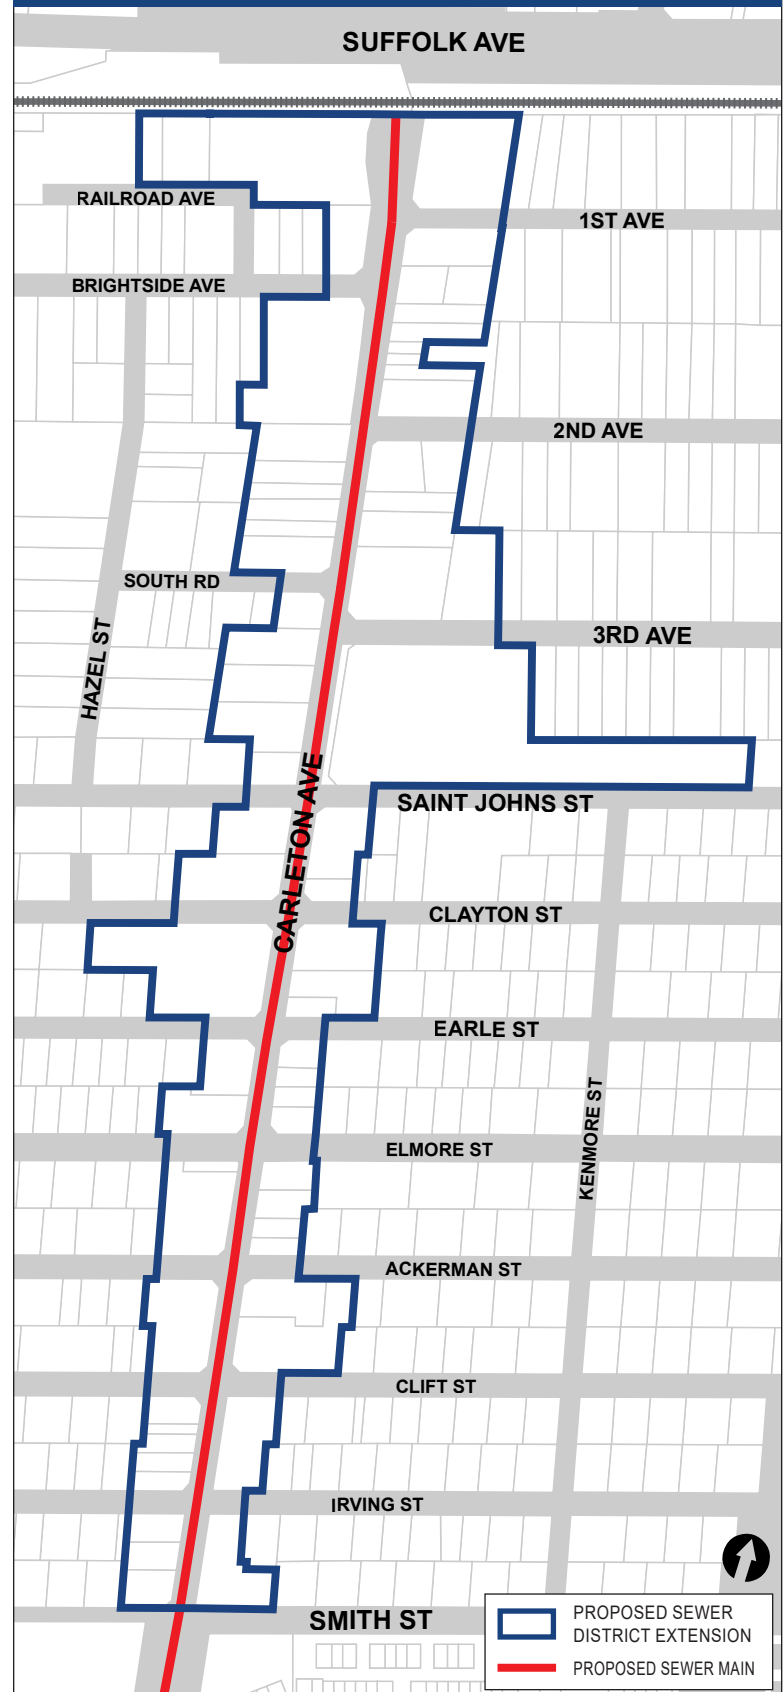 SUFFOLK AVE
RAILROAD AVE
1ST AVE
BRIGHTSIDE AVE
2ND AVE
SOUTH RD
3RD AVE
HAZEL ST
CARLETON AVE
SAINT JOHNS ST
CLAYTON ST
EARLE ST
KENMORE ST
ELMORE ST
ACKERMAN ST
CLIFT ST
IRVING ST
SMITH ST
PROPOSED SEWER
DISTRICT EXTENSION
PROPOSED SEWER MAIN